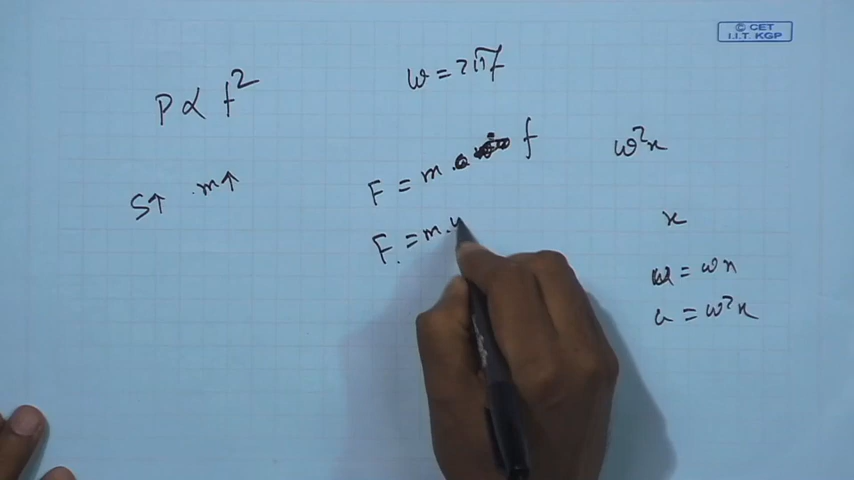 © CET
I.I.T. KGP
ω = 2πf
P ∝ f²
F = m . f
ω²x
S↑ . m↑
x
F. = m.
= ωx
a = ω²x